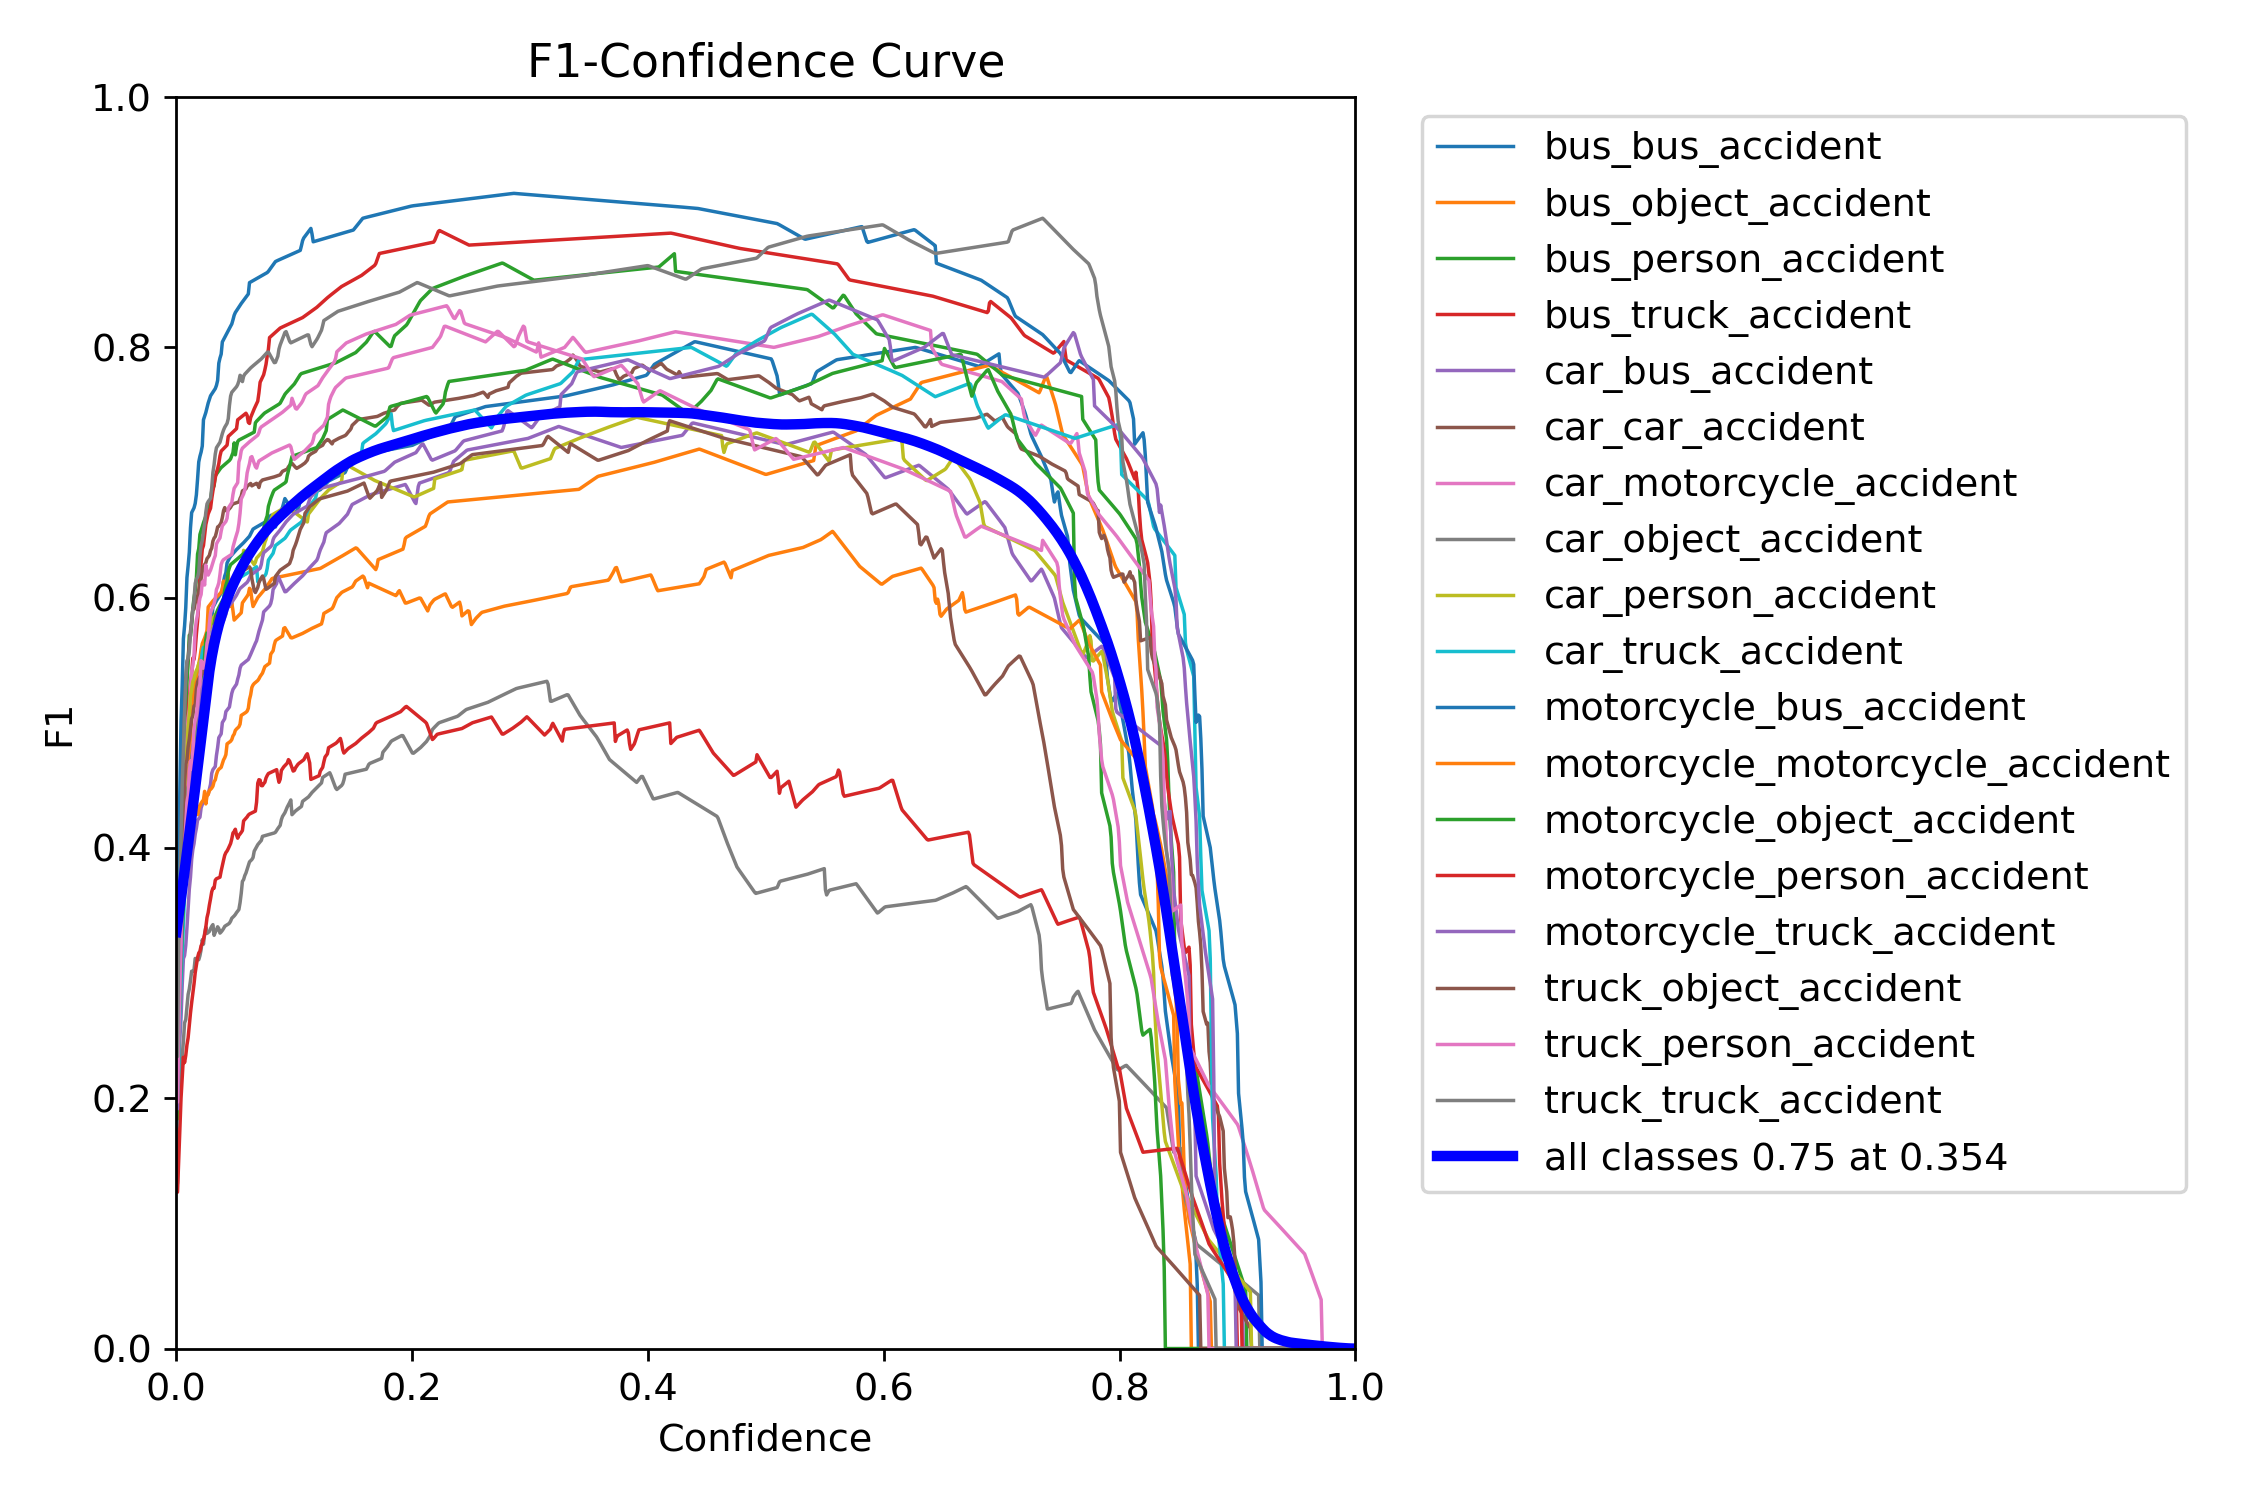 F1-Confidence Curve
1.0
0.8
0.6
0.4
0.2
0.0
F1
0.0 0.2 0.4 0.6 0.8 1.0
Confidence
bus_bus_accident
bus_object_accident
bus_person_accident
bus_truck_accident
car_bus_accident
car_car_accident
car_motorcycle_accident
car_object_accident
car_person_accident
car_truck_accident
motorcycle_bus_accident
motorcycle_motorcycle_accident
motorcycle_object_accident
motorcycle_person_accident
motorcycle_truck_accident
truck_object_accident
truck_person_accident
truck_truck_accident
all classes 0.75 at 0.354